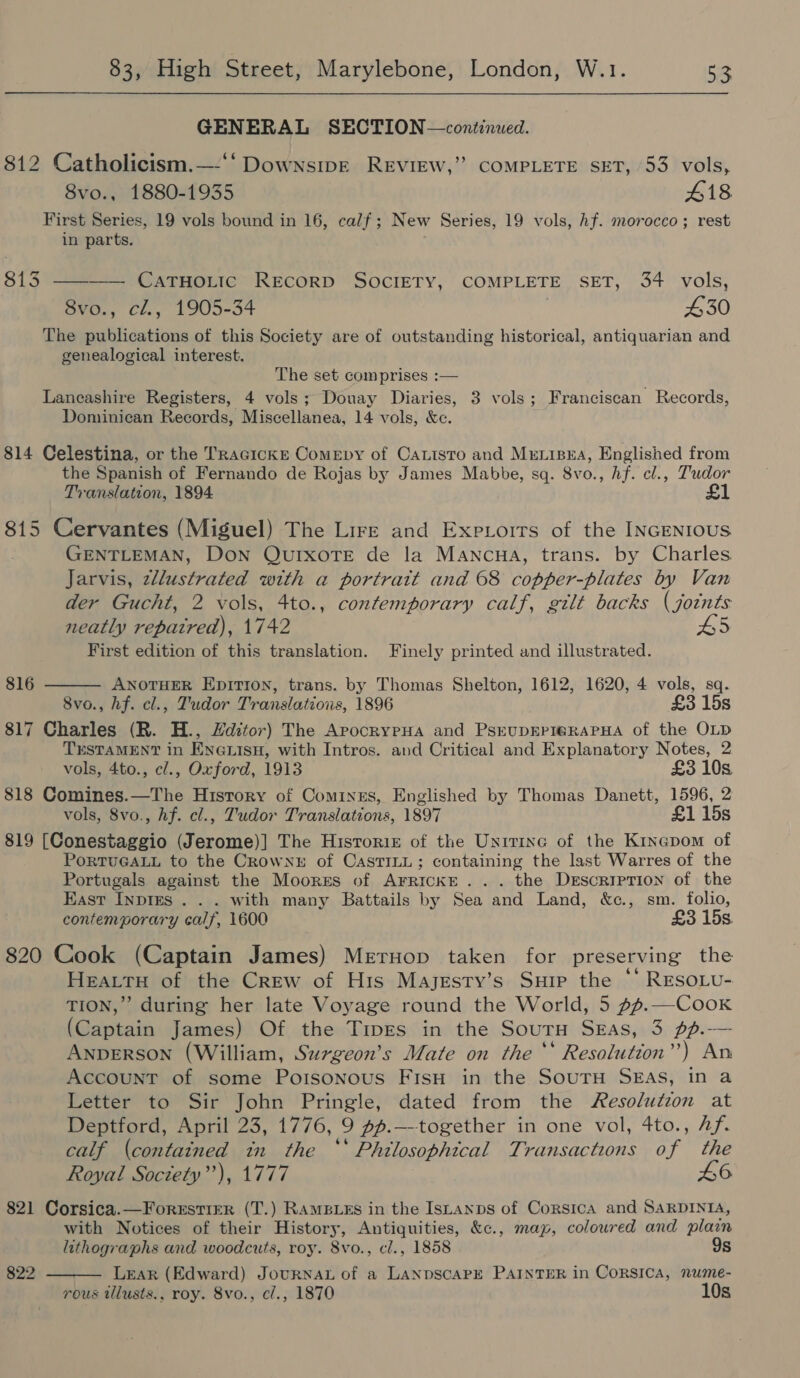 83, High Street, Marylebone, London, W.1. 53
GENERAL SECTION—continued.
812 Catholicism.—“Downside Review,” COMPLETE SET, 53 vols,
8vo., 1880-1935 £18
First Series, 19 vols bound in 16, calf; New Series, 19 vols, hf. morocco; rest
in parts.
813 ——— Catholic Record Society, COMPLETE SET, 34 vols,
8vo., cl., 1905-34 £30
The publications of this Society are of outstanding historical, antiquarian and
genealogical interest.
The set comprises :—
Lancashire Registers, 4 vols; Douay Diaries, 3 vols; Franciscan Records,
Dominican Records, Miscellanea, 14 vols, &c.
814 Celestina, or the Tragicke Comedy of Calisto and Melibea, Englished from
the Spanish of Fernando de Rojas by James Mabbe, sq. 8vo., hf. cl., Tudor
Translation, 1894 £1
815 Cervantes (Miguel) The Life and Exploits of the Ingenious
Gentleman, Don Quixote de la Mancha, trans. by Charles
Jarvis, illustrated with a portrait and 68 copper-plates by Van
der Gucht, 2 vols, 4to., contemporary calf, gilt backs (joints
neatly repaired), 1742 £5
First edition of this translation. Finely printed and illustrated.
816 ——— Another Edition, trans. by Thomas Shelton, 1612, 1620, 4 vols, sq.
8vo., hf. cl., Tudor Translations, 1896 £3 15s
817 Charles (R. H., Editor) The Apocrypha and Pseudepigrapha of the Old
Testament in English, with Intros. and Critical and Explanatory Notes, 2
vols, 4to., cl., Oxford, 1913 £3 10s
818 Comines.—The History of Comines, Englished by Thomas Danett, 1596, 2
vols, 8vo., hf. cl., Tudor Translations, 1897 £1 15s
819 [Conestaggio (Jerome)] The Historie of the Uniting of the Kingdom of
Portugall to the Crowne of Castill; containing the last Warres of the
Portugals against the Moores of Africke . . . the Description of the
East Indies . . . with many Battails by Sea and Land, &c., sm. folio,
contemporary calf, 1600 £3 15s
820 Cook (Captain James) Method taken for preserving the
Health of the Crew of His Majesty’s Ship the “Resolu-
tion,” during her late Voyage round the World, 5 pp.—Cook
(Captain James) Of the Tides in the South Seas, 3 pp.—
Anderson (William, Surgeon’s Mate on the “Resolution”) An
Account of some Poisonous Fish in the South Seas, in a
Letter to Sir John Pringle, dated from the Resolution at
Deptford, April 23, 1776, 9 pp.—together in one vol, 4to., hf.
calf (contained in the “Philosophical Transactions of the
Royal Society”), 1777 £6
821 Corsica.—Forestier (T.) Rambles in the Islands of Corsica and Sardinia,
with Notices of their History, Antiquities, &c., map, coloured and plain
lithographs and woodcuts, roy. 8vo., cl., 1858 9s
822 ——— Lear (Edward) Journal of a Landscape Painter in Corsica, nume-
rous illusts., roy. 8vo., cl., 1870 10s